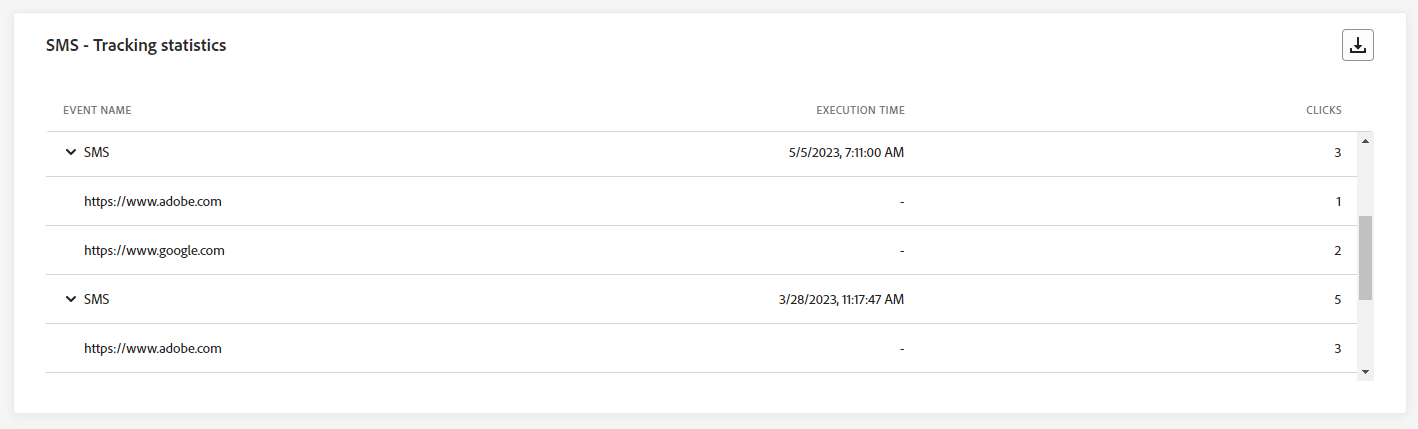 SMS - Tracking statistics
EVENT NAME EXECUTION TIME CLICKS
SMS 5/5/2023, 7:11:00 AM 3
https://www.adobe.com - 1
https://www.google.com - 2
SMS 3/28/2023, 11:17:47 AM 5
https://www.adobe.com - 3